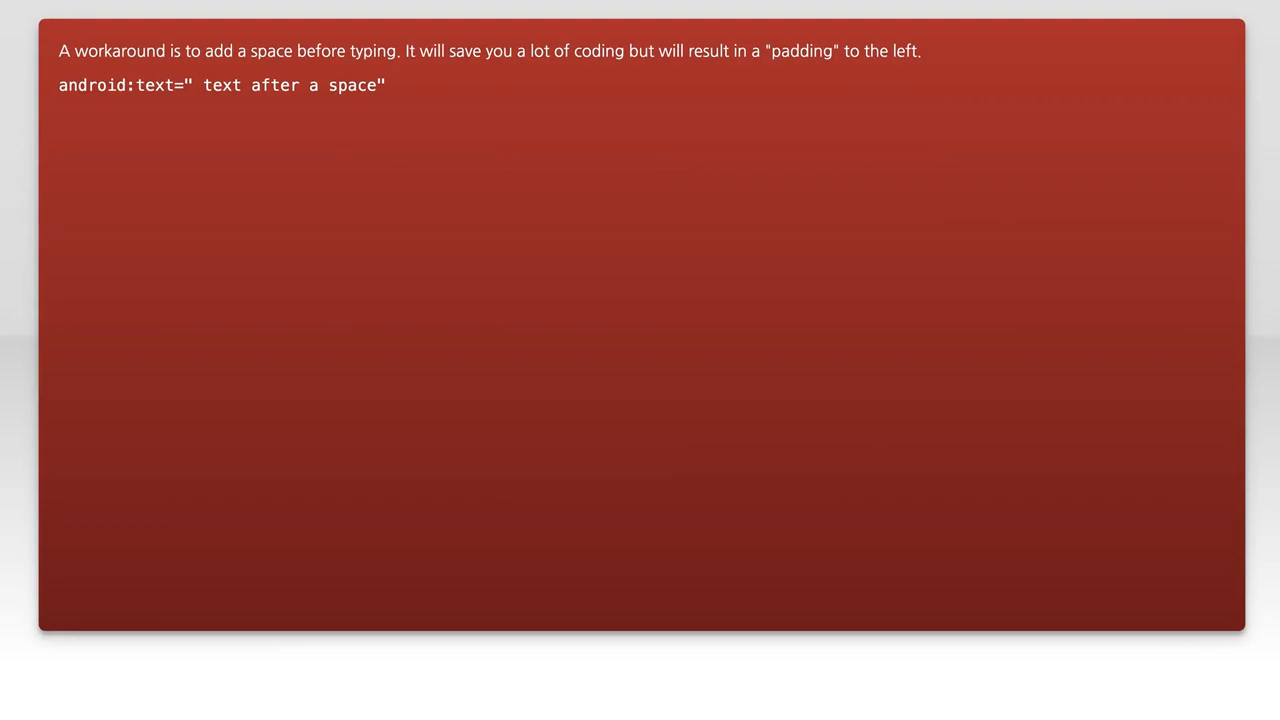 A workaround is to add a space before typing. It will save you a lot of coding but will result in a "padding" to the left.
android:text=" text after a space"